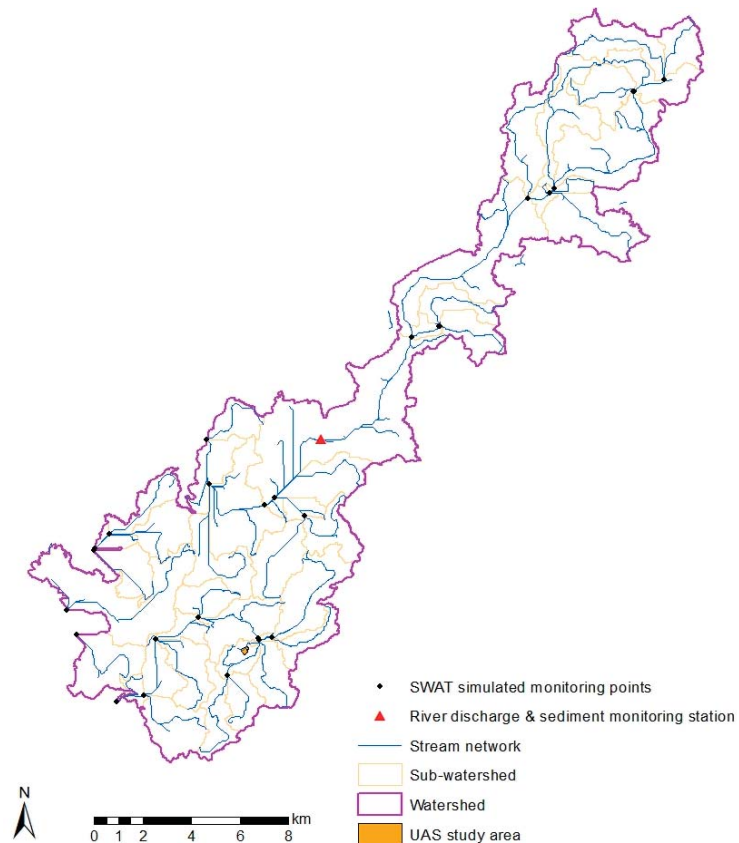 SWAT simulated monitoring points
River discharge & sediment monitoring station
Stream network
Sub-watershed
Watershed
UAS study area
N
km
0 1 2 4 6 8